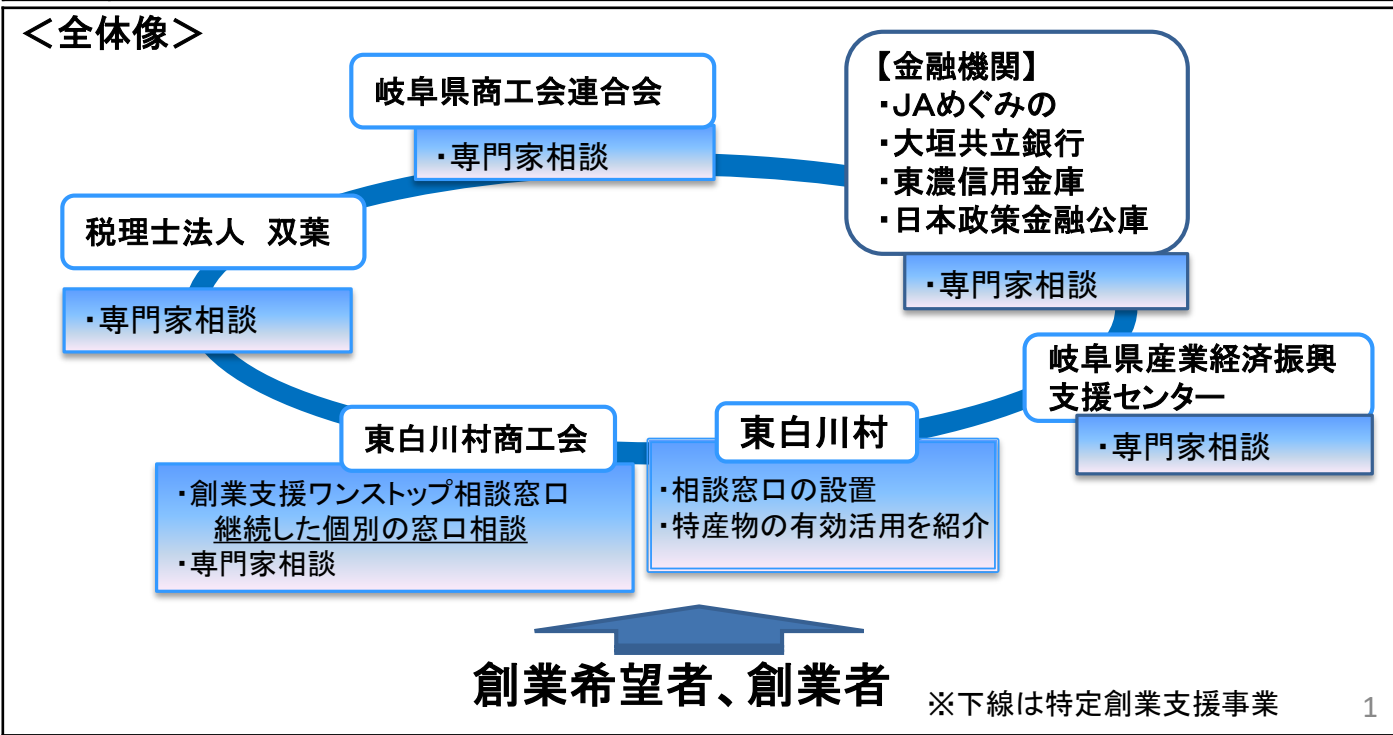 ＜全体像＞
岐阜県商工会連合会
・専門家相談
【金融機関】
・JAめぐみの
・大垣共立銀行
・東濃信用金庫
・日本政策金融公庫
・専門家相談
税理士法人　双葉
・専門家相談
岐阜県産業経済振興
支援センター
・専門家相談
東白川村商工会
・創業支援ワンストップ相談窓口
継続した個別の窓口相談
・専門家相談
東白川村
・相談窓口の設置
・特産物の有効活用を紹介
創業希望者、創業者
※下線は特定創業支援事業
1